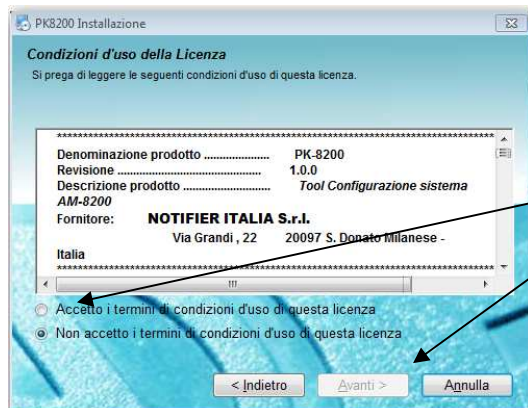 PK8200 Installazione
Condizioni d'uso della Licenza
Si prega di leggere le seguenti condizioni d'uso di questa licenza.
******************************************************************************
Denominazione prodotto ..................... PK-8200
Revisione .............................................. 1.0.0
Descrizione prodotto ............................ Tool Configurazione sistema
AM-8200
Fornitore: NOTIFIER ITALIA S.r.l.
Via Grandi , 22 20097 S. Donato Milanese -
Italia
******************************************************************************
Accetto i termini di condizioni d'uso di questa licenza
Non accetto i termini di condizioni d'uso di questa licenza
< Indietro Avanti > Annulla